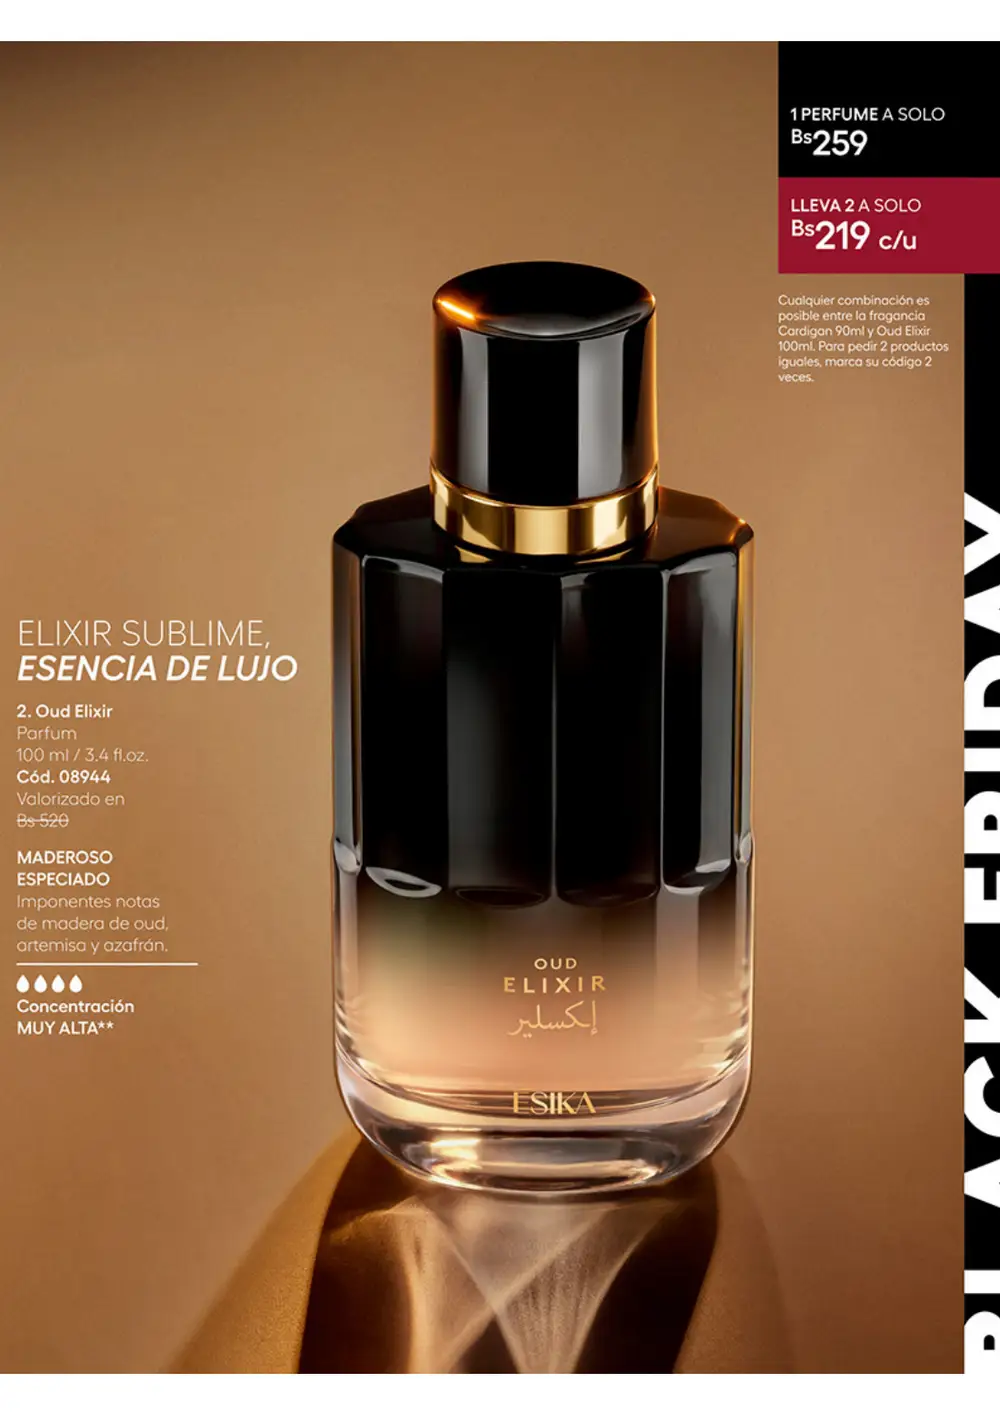 1 PERFUME A SOLO
Bs259
LLEVA 2 A SOLO
Bs219 c/u
Cualquier combinación es
posible entre la fragancia
Cardigan 90ml y Oud Elixir
100ml. Para pedir 2 productos
iguales, marca su código 2
veces.
ELIXIR SUBLIME,
ESENCIA DE LUJO
2. Oud Elixir
Parfum
100 ml / 3.4 fl.oz.
Cód. 08944
Valorizado en
Bs 520
MADEROSO
ESPECIADO
Imponentes notas
de madera de oud,
artemisa y azafrán.
Concentración
MUY ALTA**
OUD
ELIXIR
إكسلير
ESIKA
BLACK FRIDAY